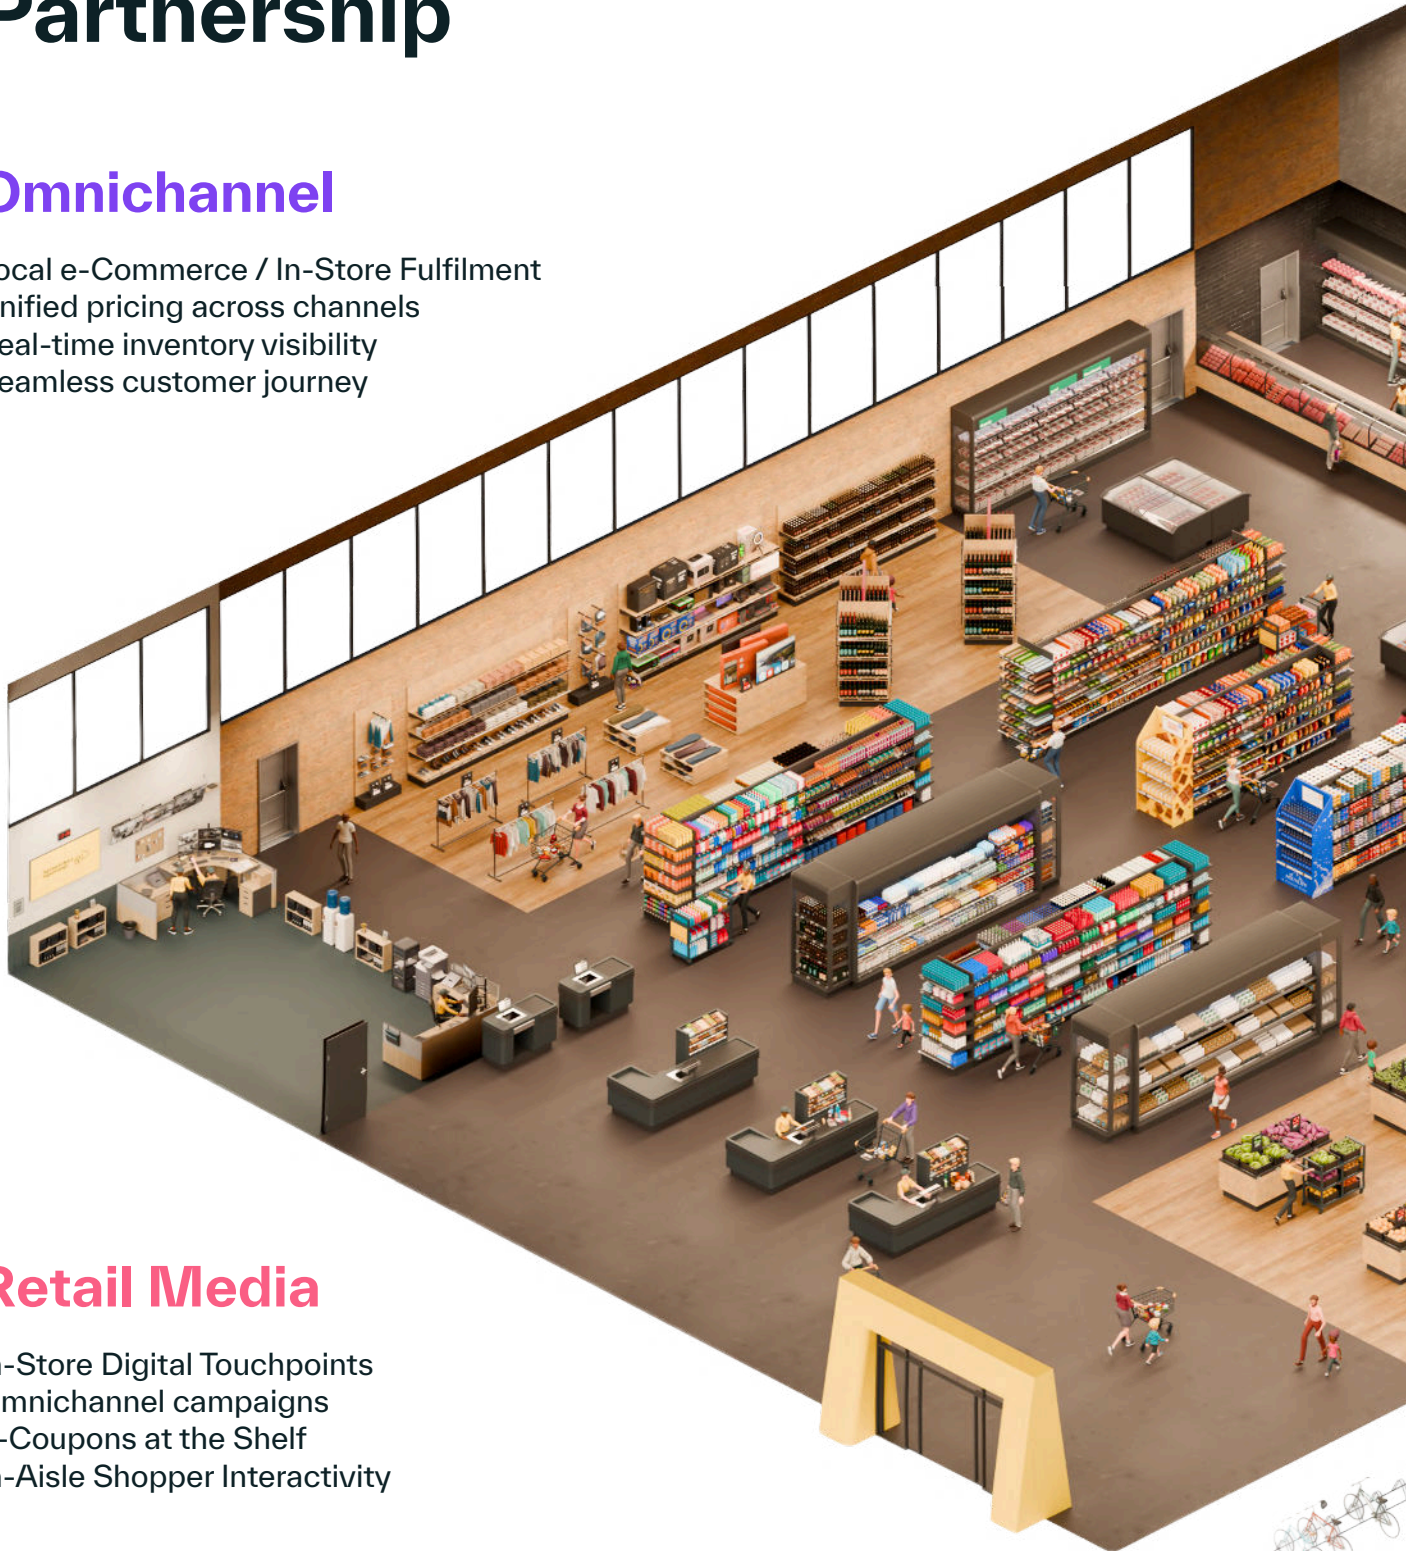 Partnership
Omnichannel
ocal e-Commerce / In-Store Fulfilment
nified pricing across channels
eal-time inventory visibility
eamless customer journey
Retail Media
n-Store Digital Touchpoints
mnichannel campaigns
-Coupons at the Shelf
n-Aisle Shopper Interactivity